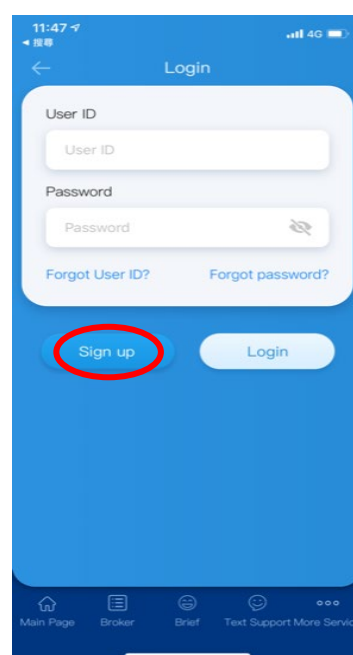 11:47
4G
◀ 搜尋
Login
User ID
User ID
Password
Password
Forgot User ID? Forgot password?
Sign up Login
Main Page Broker Brief Text Support More Servic